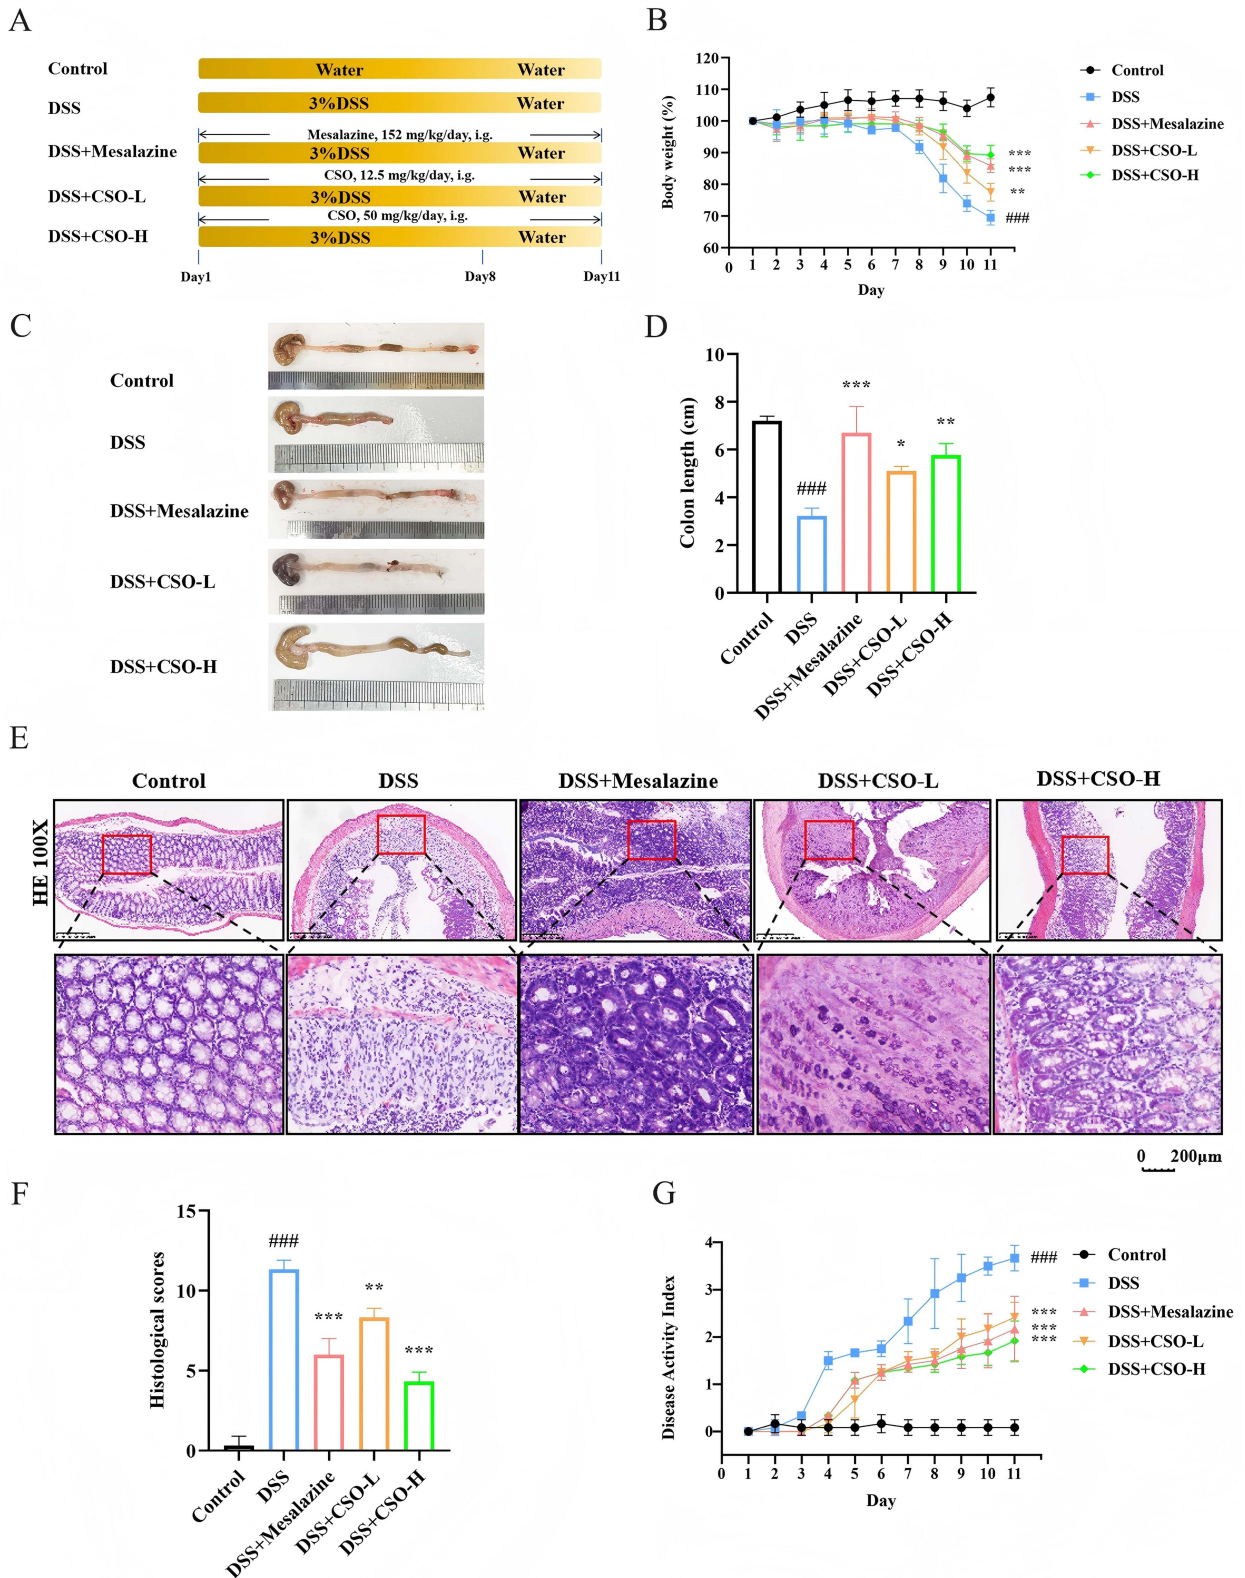 A
Control
Water Water
DSS
3%DSS Water
Mesalazine, 152 mg/kg/day, i.g.
DSS+Mesalazine
3%DSS Water
CSO, 12.5 mg/kg/day, i.g.
DSS+CSO-L
3%DSS Water
CSO, 50 mg/kg/day, i.g.
DSS+CSO-H
3%DSS Water
Day1 Day8 Day11
B
Body weight (%)
120
110
100
90
80
70
60
0 1 2 3 4 5 6 7 8 9 10 11
Day
***
***
**
###
Control
DSS
DSS+Mesalazine
DSS+CSO-L
DSS+CSO-H
C
Control
DSS
DSS+Mesalazine
DSS+CSO-L
DSS+CSO-H
D
Colon length (cm)
10
8
6
4
2
0
###
***
*
**
Control
DSS
DSS+Mesalazine
DSS+CSO-L
DSS+CSO-H
E
Control DSS DSS+Mesalazine DSS+CSO-L DSS+CSO-H
HE 100X
0 200μm
F
Histological scores
15
10
5
0
###
***
**
***
Control
DSS
DSS+Mesalazine
DSS+CSO-L
DSS+CSO-H
G
Disease Activity Index
4
3
2
1
0
0 1 2 3 4 5 6 7 8 9 10 11
Day
###
***
***
***
Control
DSS
DSS+Mesalazine
DSS+CSO-L
DSS+CSO-H